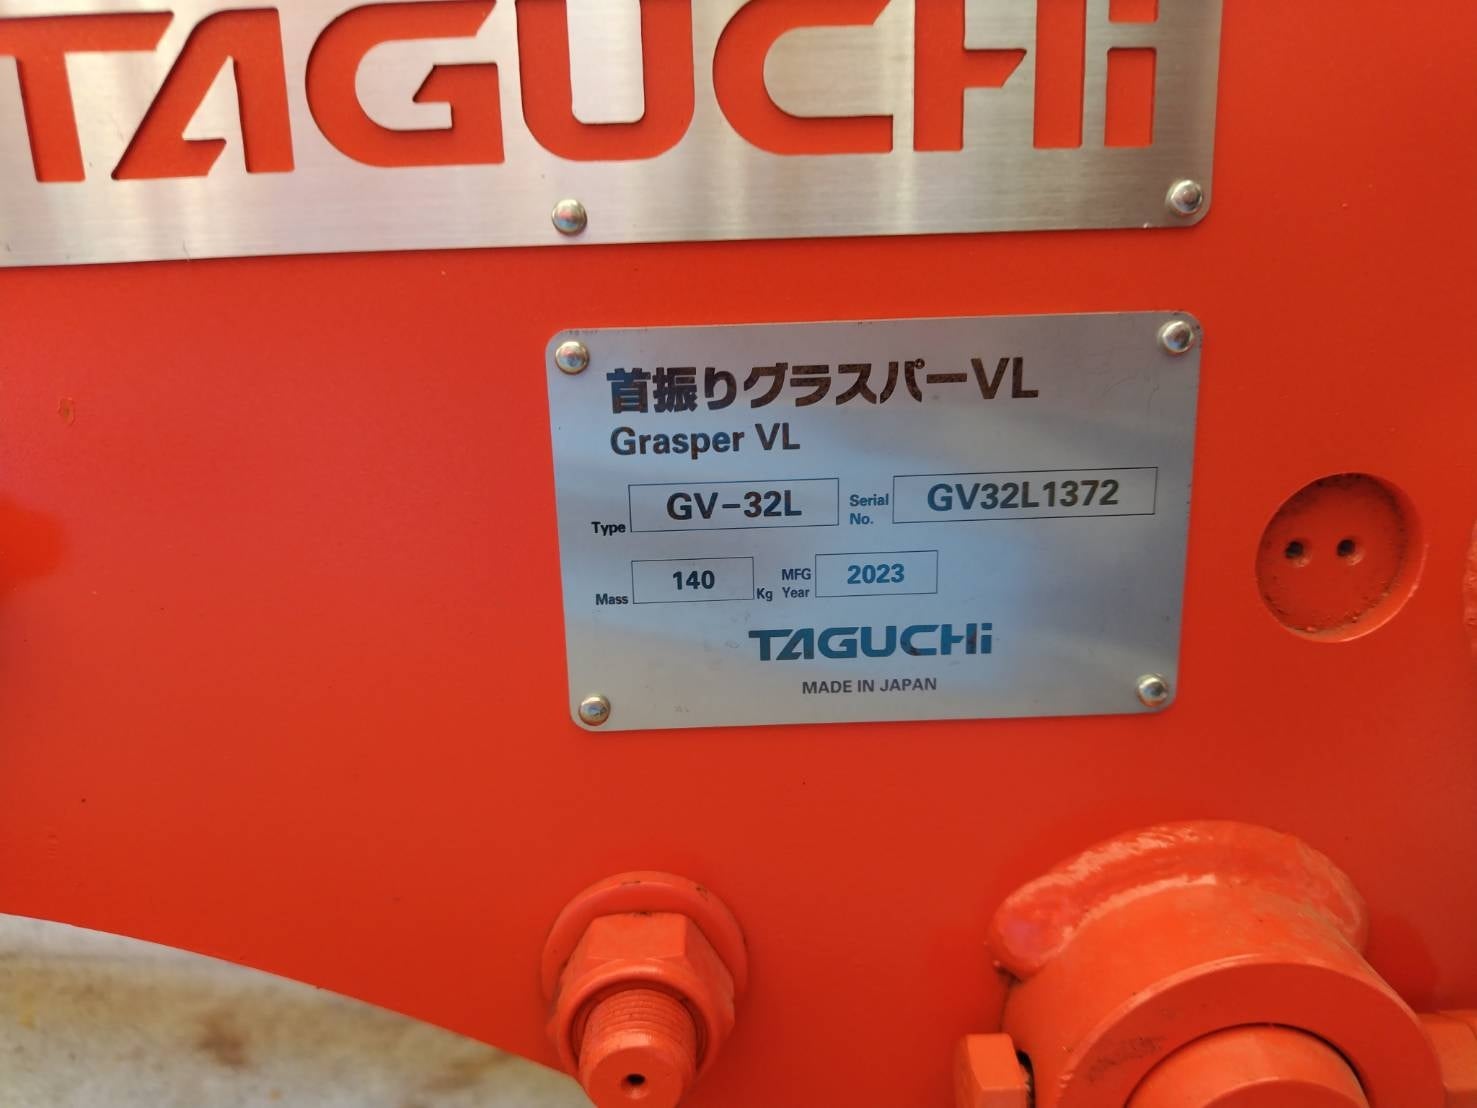 TAGUCHi
首振りグラスパーVL
Grasper VL
Type GV-32L Serial No. GV32L1372
Mass 140 Kg MFG Year 2023
TAGUCHi
MADE IN JAPAN